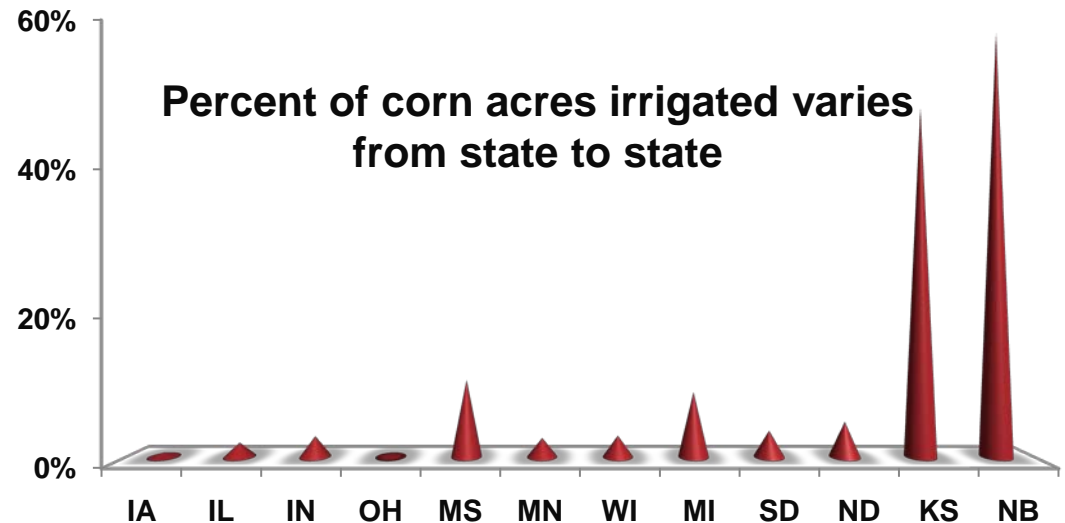 60%
Percent of corn acres irrigated varies
from state to state
40%
20%
0%
IA IL IN OH MS MN WI MI SD ND KS NB